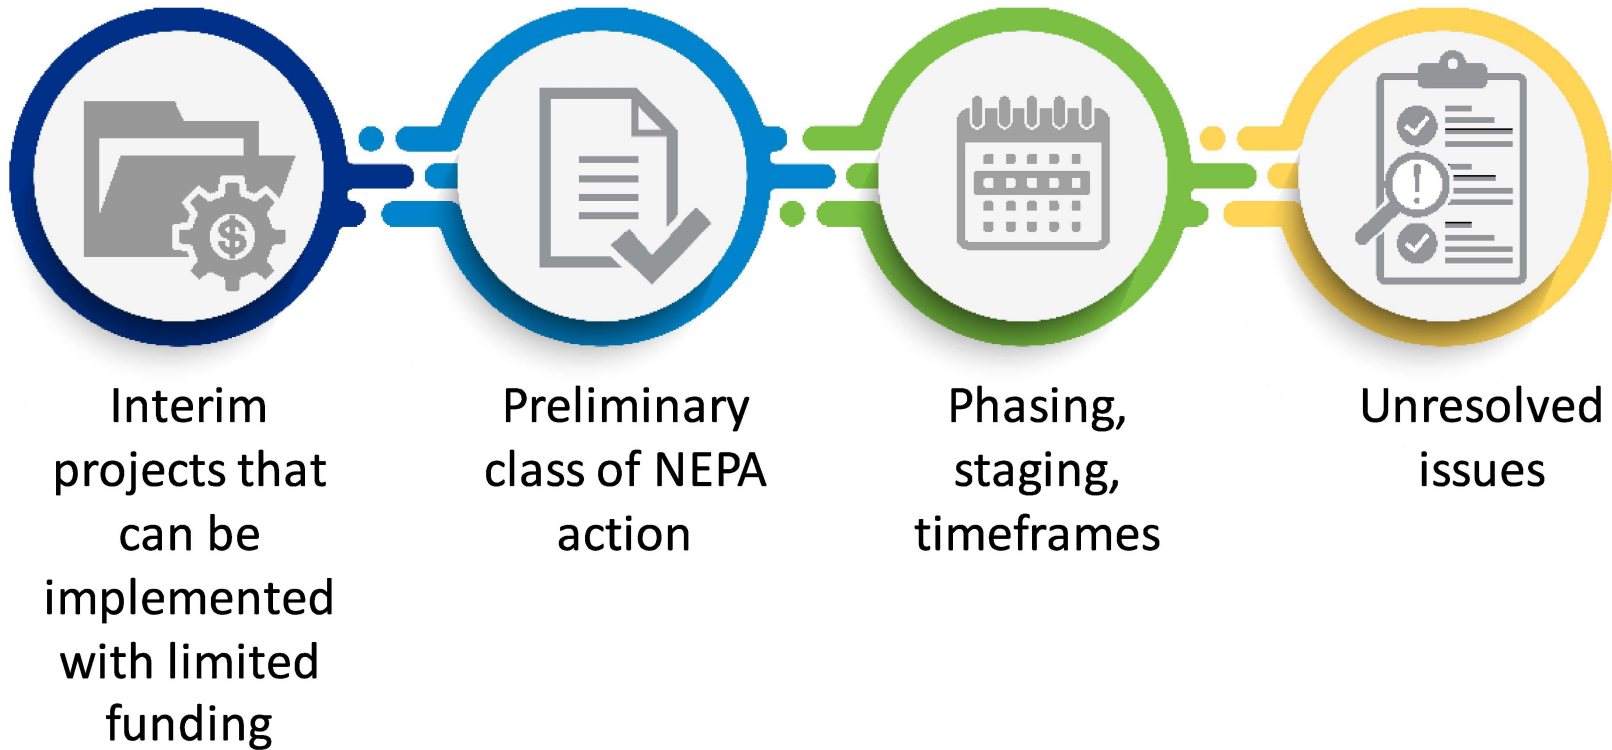 $
!
Interim
projects that
can be
implemented
with limited
funding
Preliminary
class of NEPA
action
Phasing,
staging,
timeframes
Unresolved
issues